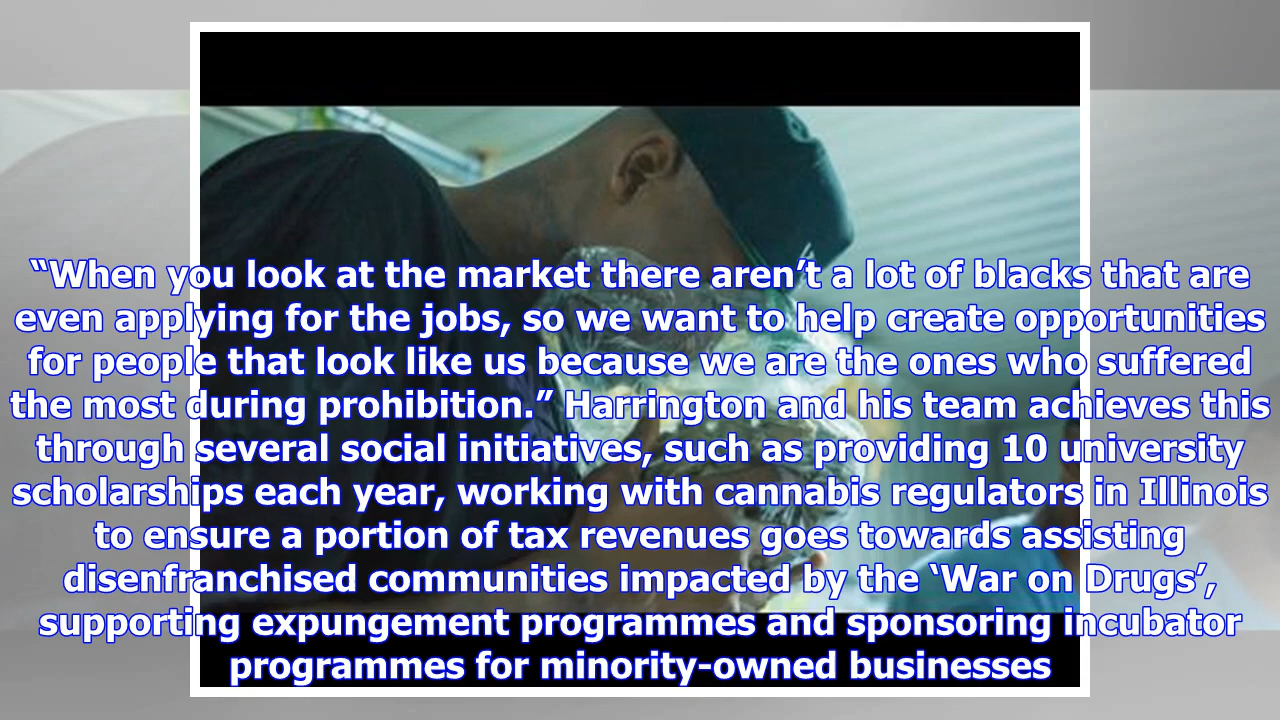 “When you look at the market there aren’t a lot of blacks that are
even applying for the jobs, so we want to help create opportunities
for people that look like us because we are the ones who suffered
the most during prohibition.” Harrington and his team achieves this
through several social initiatives, such as providing 10 university
scholarships each year, working with cannabis regulators in Illinois
to ensure a portion of tax revenues goes towards assisting
disenfranchised communities impacted by the ‘War on Drugs’,
supporting expungement programmes and sponsoring incubator
programmes for minority-owned businesses